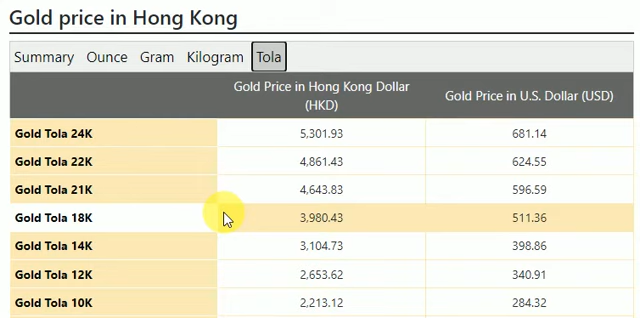 Gold price in Hong Kong
Summary Ounce Gram Kilogram Tola
Gold Price in Hong Kong Dollar (HKD) Gold Price in U.S. Dollar (USD)
Gold Tola 24K 5,301.93 681.14
Gold Tola 22K 4,861.43 624.55
Gold Tola 21K 4,643.83 596.59
Gold Tola 18K 3,980.43 511.36
Gold Tola 14K 3,104.73 398.86
Gold Tola 12K 2,653.62 340.91
Gold Tola 10K 2,213.12 284.32